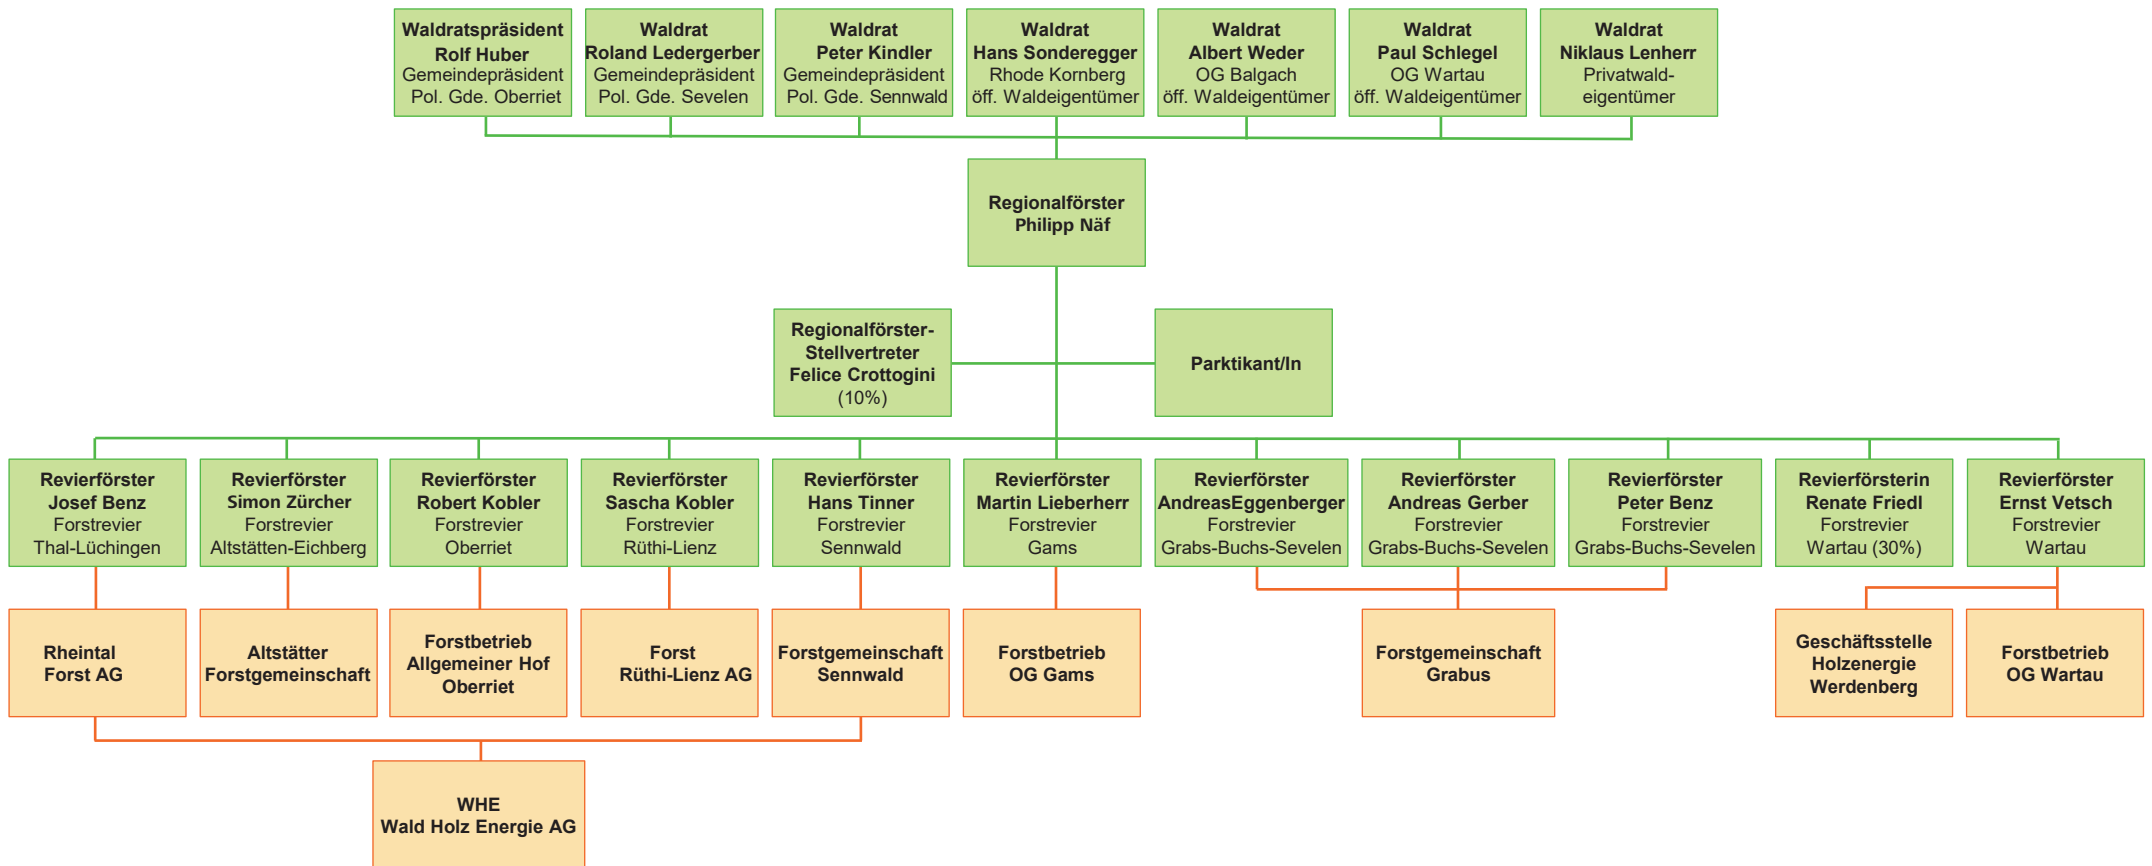 Waldratspräsident
Rolf Huber
Gemeindepräsident
Pol. Gde. Oberriet
Waldrat
Roland Ledergerber
Gemeindepräsident
Pol. Gde. Sevelen
Waldrat
Peter Kindler
Gemeindepräsident
Pol. Gde. Sennwald
Waldrat
Hans Sonderegger
Rhode Kornberg
öff. Waldeigentümer
Waldrat
Albert Weder
OG Balgach
öff. Waldeigentümer
Waldrat
Paul Schlegel
OG Wartau
öff. Waldeigentümer
Waldrat
Niklaus Lenherr
Privatwald-
eigentümer
Regionalförster
Philipp Näf
Regionalförster-
Stellvertreter
Felice Crottogini
(10%)
Parktikant/In
Revierförster
Josef Benz
Forstrevier
Thal-Lüchingen
Revierförster
Simon Zürcher
Forstrevier
Altstätten-Eichberg
Revierförster
Robert Kobler
Forstrevier
Oberriet
Revierförster
Sascha Kobler
Forstrevier
Rüthi-Lienz
Revierförster
Hans Tinner
Forstrevier
Sennwald
Revierförster
Martin Lieberherr
Forstrevier
Gams
Revierförster
AndreasEggenberger
Forstrevier
Grabs-Buchs-Sevelen
Revierförster
Andreas Gerber
Forstrevier
Grabs-Buchs-Sevelen
Revierförster
Peter Benz
Forstrevier
Grabs-Buchs-Sevelen
Revierförsterin
Renate Friedl
Forstrevier
Wartau (30%)
Revierförster
Ernst Vetsch
Forstrevier
Wartau
Rheintal
Forst AG
Altstätter
Forstgemeinschaft
Forstbetrieb
Allgemeiner Hof
Oberriet
Forst
Rüthi-Lienz AG
Forstgemeinschaft
Sennwald
Forstbetrieb
OG Gams
Forstgemeinschaft
Grabus
Geschäftsstelle
Holzenergie
Werdenberg
Forstbetrieb
OG Wartau
WHE
Wald Holz Energie AG